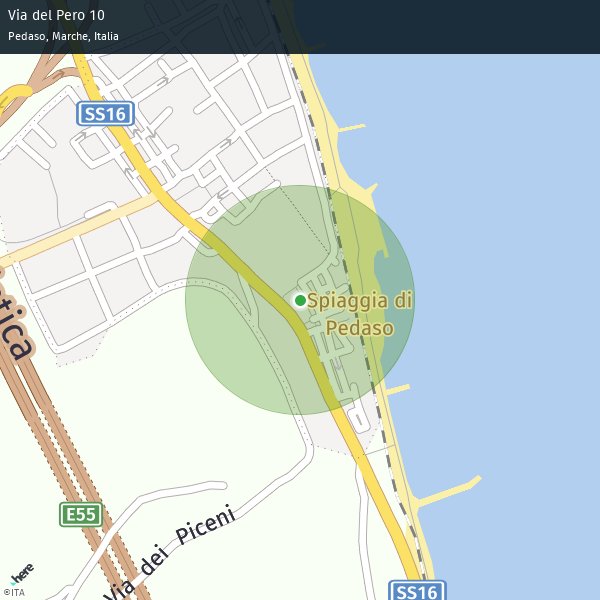 Via del Pero 10
Pedaso, Marche, Italia
SS16
Spiaggia di
Pedaso
tica
E55
Via dei Piceni
SS16
here
©ITA